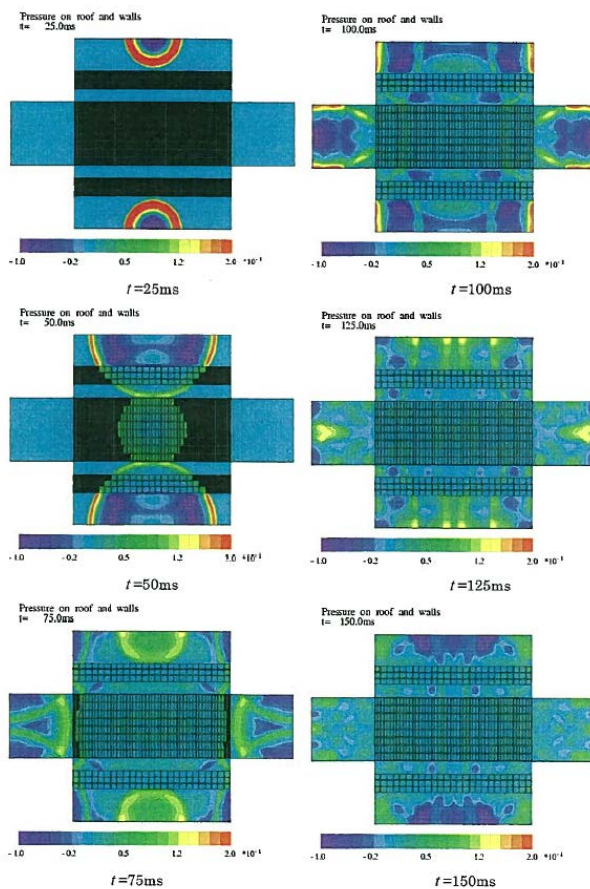 Pressure on roof and walls
t= 25.0ms
-1.0 -0.2 0.5 1.2 2.0 *10⁻¹
t=25ms
Pressure on roof and walls
t= 50.0ms
-1.0 -0.2 0.5 1.2 2.0 *10⁻¹
t=50ms
Pressure on roof and walls
t= 75.0ms
-1.0 -0.2 0.5 1.2 2.0 *10⁻¹
t=75ms
Pressure on roof and walls
t= 100.0ms
-1.0 -0.2 0.5 1.2 2.0 *10⁻¹
t=100ms
Pressure on roof and walls
t= 125.0ms
-1.0 -0.2 0.5 1.2 2.0 *10⁻¹
t=125ms
Pressure on roof and walls
t= 150.0ms
-1.0 -0.2 0.5 1.2 2.0 *10⁻¹
t=150ms